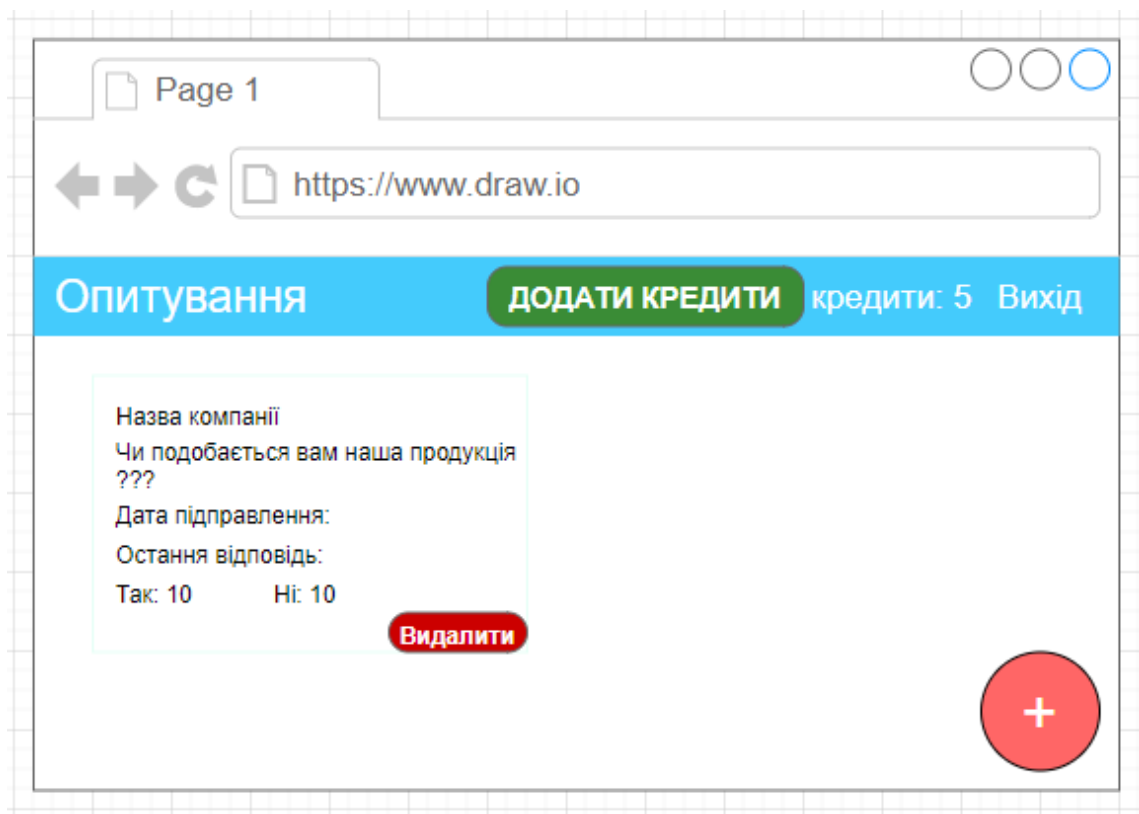 Page 1
https://www.draw.io
Опитування ДОДАТИ КРЕДИТИ кредити: 5 Вихід
Назва компанії
Чи подобається вам наша продукція
???
Дата підправлення:
Остання відповідь:
Так: 10 Ні: 10
Видалити
+